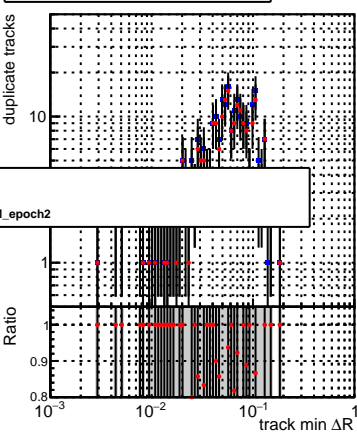 duplicate tracks
10
l_epoch2
1
Ratio
1
0.9
0.8
10⁻³
10⁻²
10⁻¹
1
track min ΔR